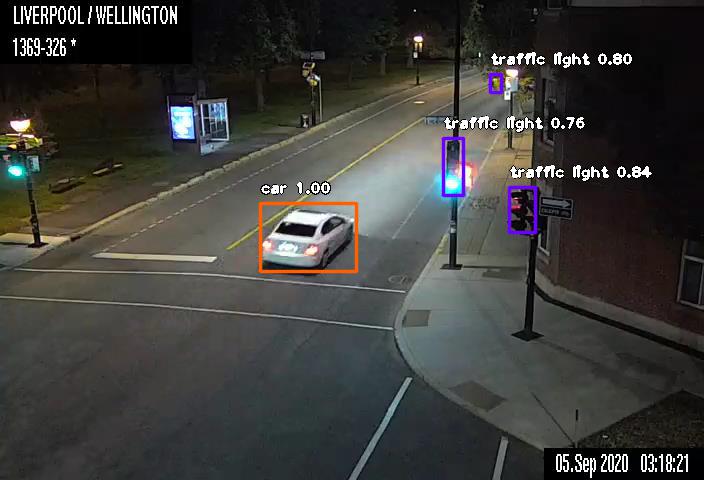 LIVERPOOL / WELLINGTON
1369-326 *
traffic light 0.80
traffic light 0.76
traffic light 0.84
car 1.00
05.Sep 2020 03:18:21